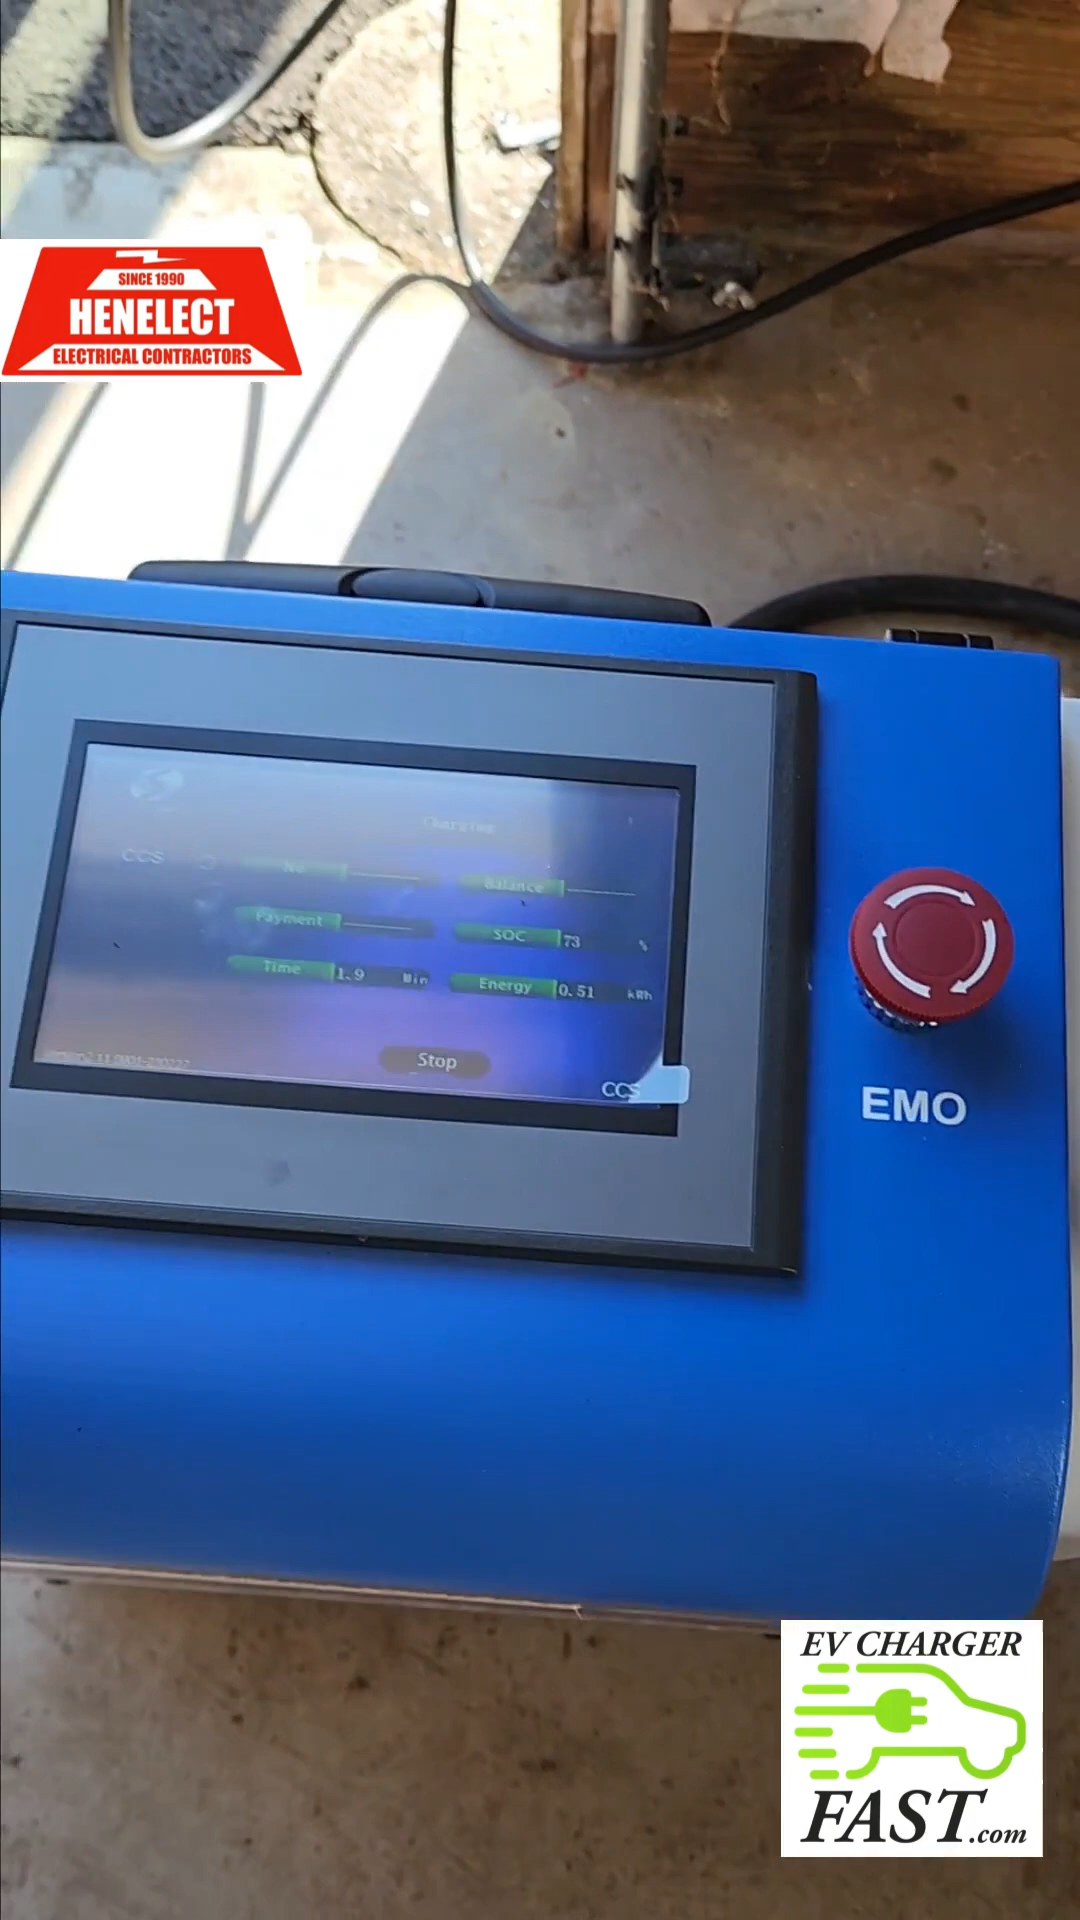 SINCE 1990
HENELECT
ELECTRICAL CONTRACTORS
Charging
CCS
No
Balance
Payment
SOC 73 %
Time 1.9 Min
Energy 0.51 kWh
Stop
CCS
EMO
EV CHARGER
FAST.com